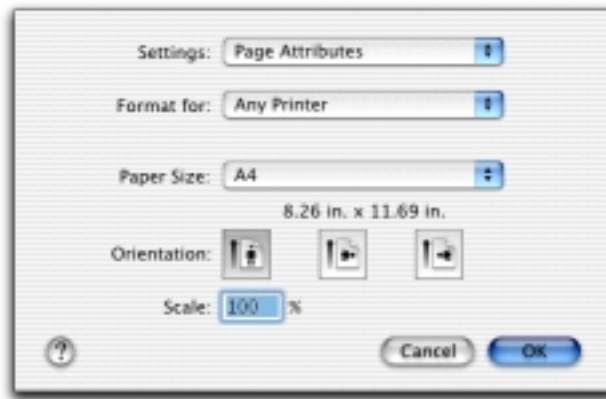 Settings: Page Attributes
Format for: Any Printer
Paper Size: A4
8.26 in. x 11.69 in.
Orientation:
Scale: 100 %
? Cancel OK